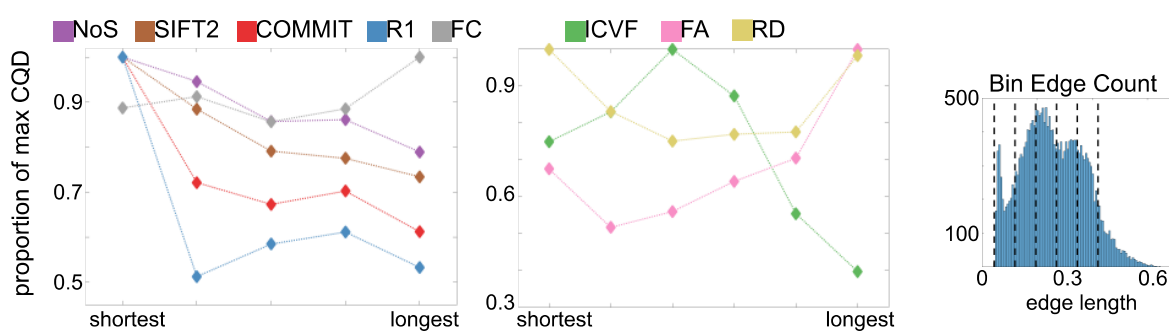 NoS SIFT2 COMMIT R1 FC
ICVF FA RD
proportion of max CQD
0.9
0.7
0.5
shortest longest
0.9
0.6
0.3
shortest longest
Bin Edge Count
500
100
0 0.3 0.6
edge length